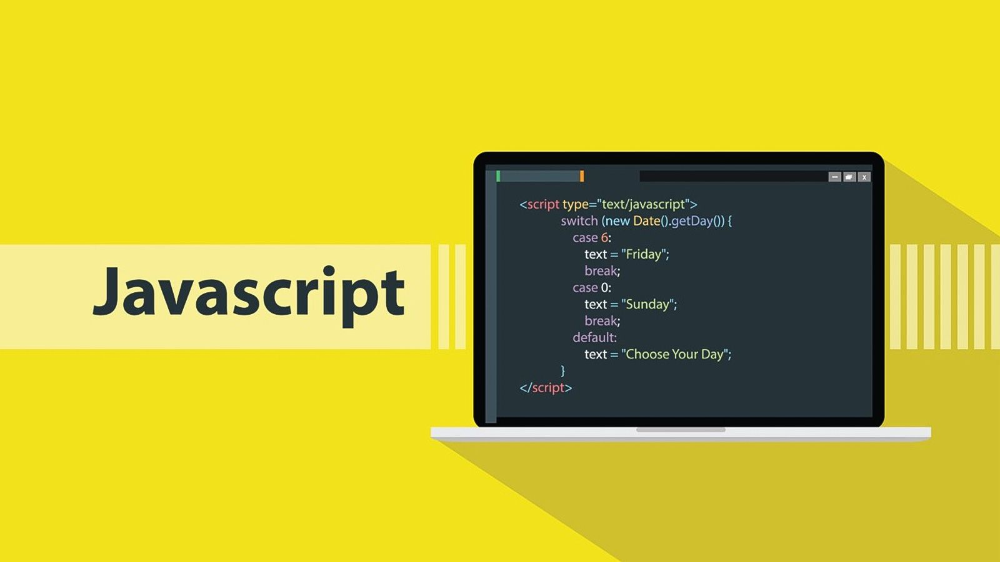 Javascript
<script type="text/javascript">
switch (new Date().getDay()) {
case 6:
text = "Friday";
break;
case 0:
text = "Sunday";
break;
default:
text = "Choose Your Day";
}
</script>